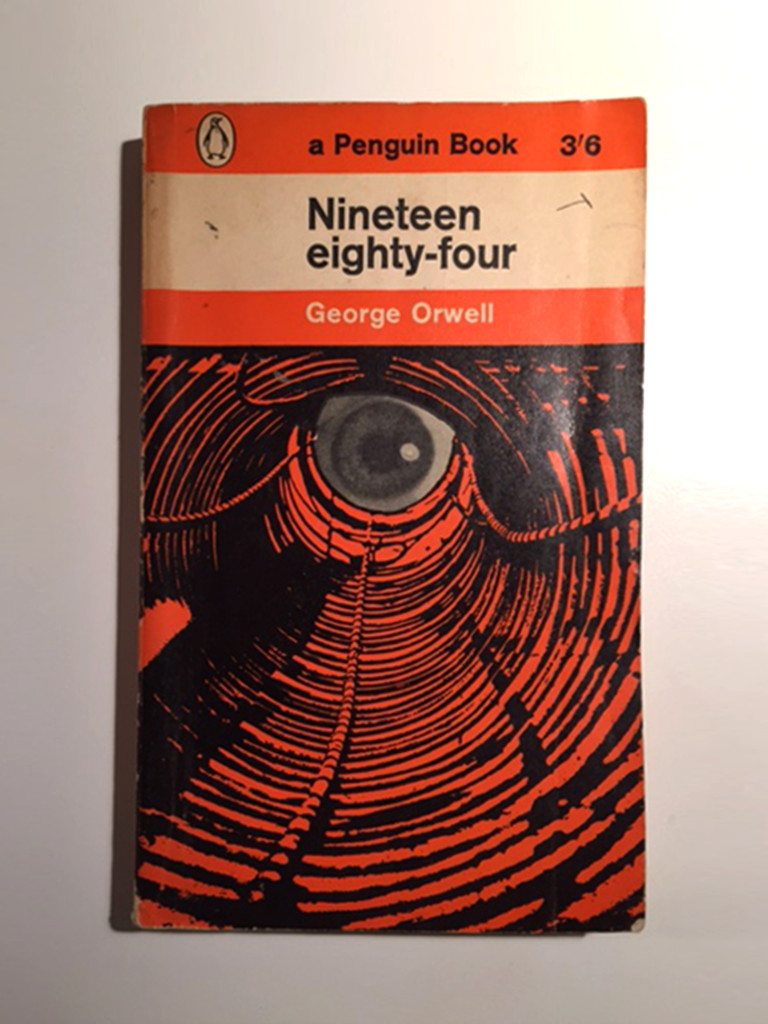 a Penguin Book 3'6
Nineteen
eighty-four
George Orwell